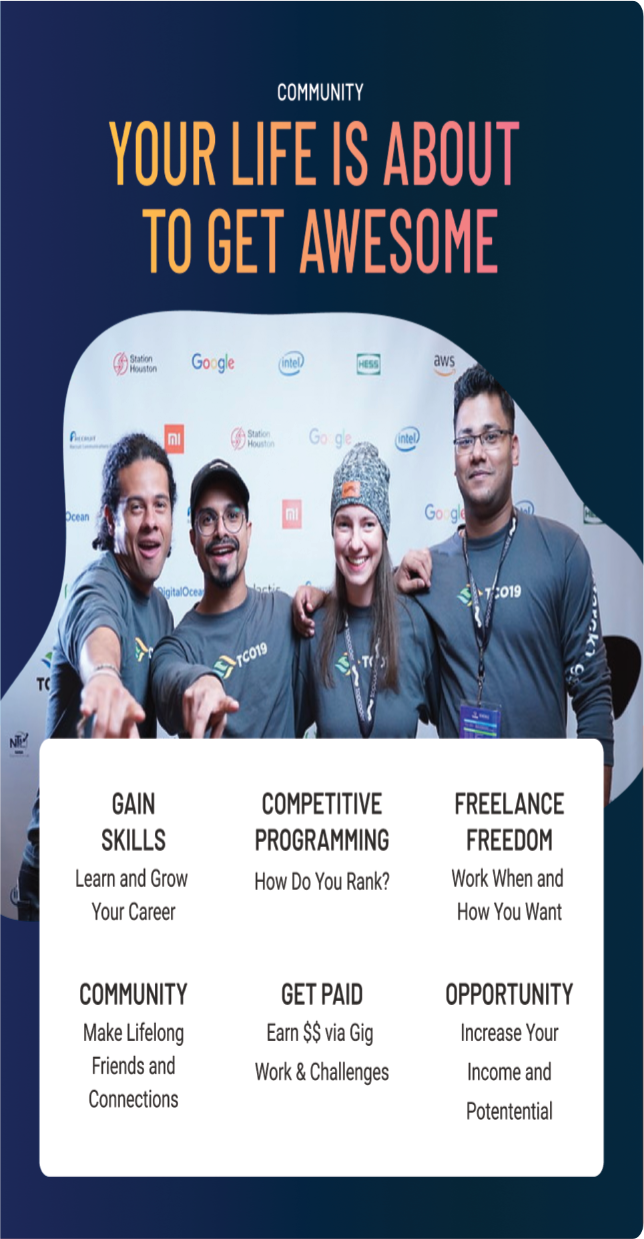 COMMUNITY
YOUR LIFE IS ABOUT
TO GET AWESOME
Station
Houston
Google
intel
HESS
aws
mi
Station
Houston
Google
intel
Ocean
mi
Goog
DigitalOcea
TCO19
TCO19
GAIN
SKILLS
Learn and Grow
Your Career
COMPETITIVE
PROGRAMMING
How Do You Rank?
FREELANCE
FREEDOM
Work When and
How You Want
COMMUNITY
Make Lifelong
Friends and
Connections
GET PAID
Earn $$ via Gig
Work & Challenges
OPPORTUNITY
Increase Your
Income and
Potentential